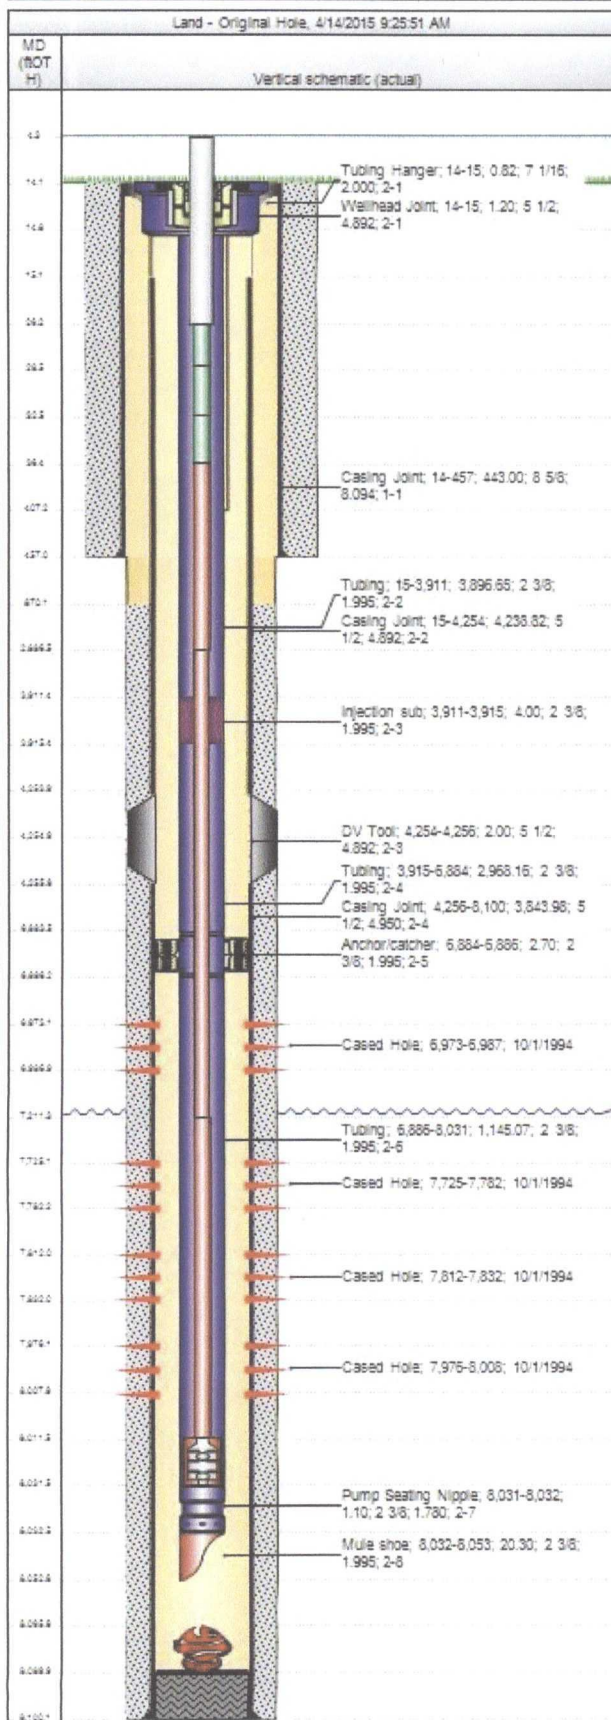 Land - Original Hole, 4/14/2015 9:25:51 AM
MD
(ftOT
H)
Vertical schematic (actual)
Tubing Hanger; 14-15; 0.82; 7 1/16;
2.000; 2-1
Wellhead Joint; 14-15; 1.20; 5 1/2;
4.892; 2-1
Casing Joint; 14-457; 443.00; 8 5/8;
8.094; 1-1
Tubing; 15-3,911; 3,896.65; 2 3/8;
1.995; 2-2
Casing Joint; 15-4,254; 4,238.82; 5
1/2; 4.892; 2-2
Injection sub; 3,911-3,915; 4.00; 2 3/8;
1.995; 2-3
DV Tool; 4,254-4,256; 2.00; 5 1/2;
4.892; 2-3
Tubing; 3,915-6,884; 2,968.16; 2 3/8;
1.995; 2-4
Casing Joint; 4,256-8,100; 3,843.98; 5
1/2; 4.950; 2-4
Anchor/catcher; 6,884-6,886; 2.70; 2
3/8; 1.995; 2-5
Cased Hole; 6,973-6,987; 10/1/1994
Tubing; 6,886-8,031; 1,145.07; 2 3/8;
1.995; 2-6
Cased Hole; 7,725-7,782; 10/1/1994
Cased Hole; 7,812-7,832; 10/1/1994
Cased Hole; 7,976-8,008; 10/1/1994
Pump Seating Nipple; 8,031-8,032;
1.10; 2 3/8; 1.780; 2-7
Mule shoe; 8,032-8,053; 20.30; 2 3/8;
1.995; 2-8